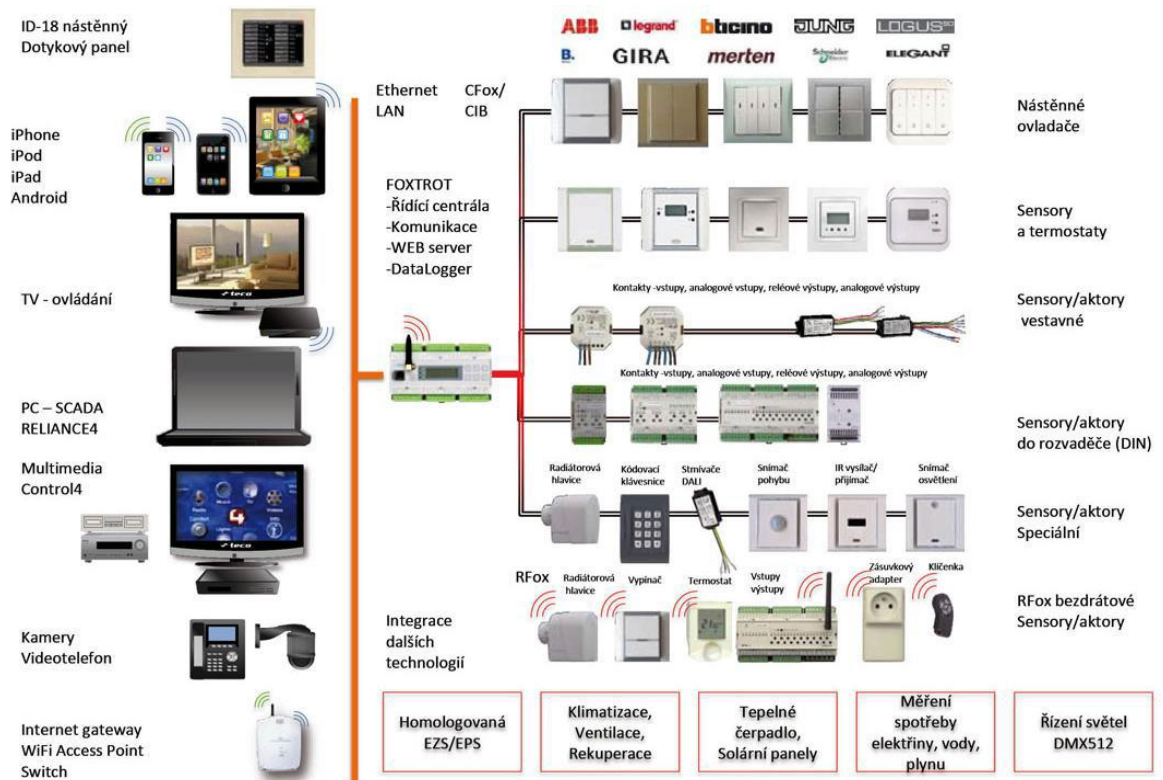 ID-18 nástěnný
Dotykový panel
iPhone
iPod
iPad
Android
TV - ovládání
teco
PC – SCADA
RELIANCE4
Multimedia
Control4
teco
Kamery
Videotelefon
Internet gateway
WiFi Access Point
Switch
ABB legrand bticino JUNG LOGUS90
B. GIRA merten Schneider Electric ELEGANT
Ethernet
LAN
CFox/
CIB
Nástěnné
ovladače
FOXTROT
-Řídící centrála
-Komunikace
-WEB server
-DataLogger
Sensory
a termostaty
Kontakty -vstupy, analogové vstupy, reléové výstupy, analogové výstupy
Sensory/aktory
vestavné
Kontakty -vstupy, analogové vstupy, reléové výstupy, analogové výstupy
Sensory/aktory
do rozvaděče (DIN)
Radiátorová
hlavice
Kódovací
klávesnice
Stmívače
DALI
Snímač
pohybu
IR vysílač/
přijímač
Snímač
osvětlení
Sensory/aktory
Speciální
RFox
Radiátorová
hlavice
Vypínač
Termostat
Vstupy
výstupy
Zásuvkový
adapter
Klíčenka
RFox bezdrátové
Sensory/aktory
Integrace
dalších
technologií
Homologovaná
EZS/EPS
Klimatizace,
Ventilace,
Rekuperace
Tepelné
čerpadlo,
Solární panely
Měření
spotřeby
elektřiny, vody,
plynu
Řízení světel
DMX512